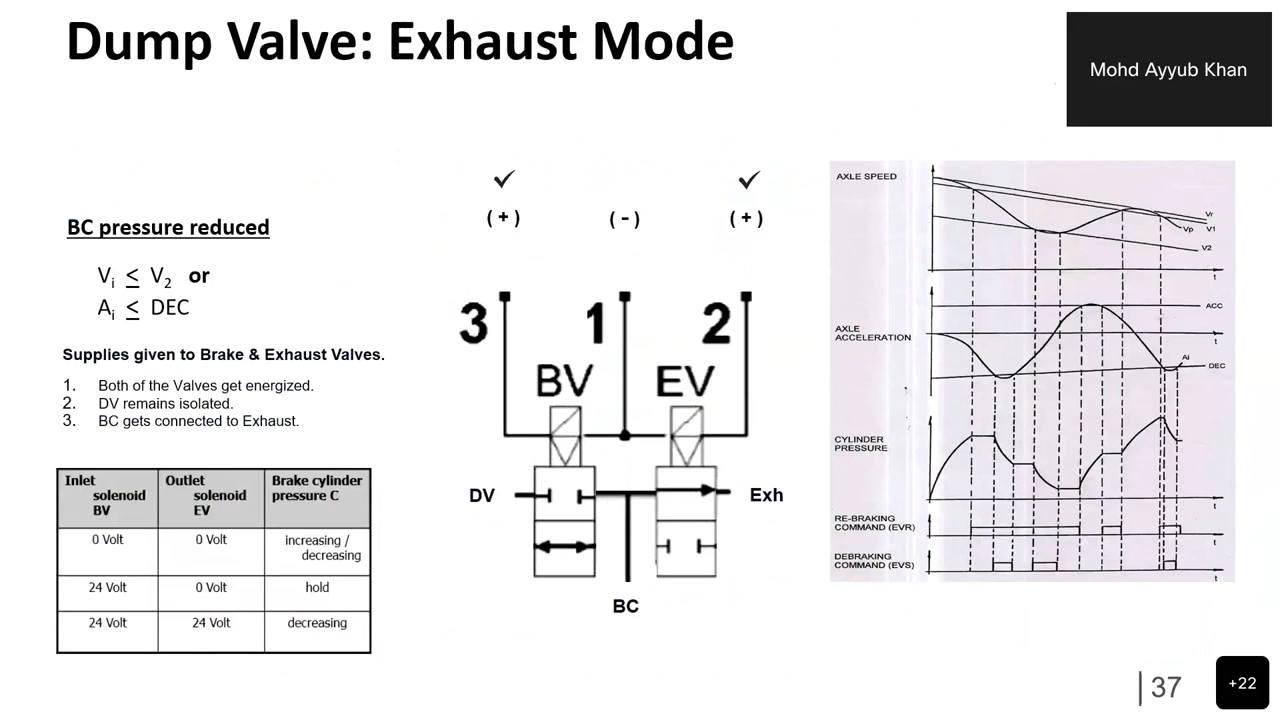 Dump Valve: Exhaust Mode
Mohd Ayyub Khan
BC pressure reduced
Vi ≤ V2 or
Ai ≤ DEC
Supplies given to Brake & Exhaust Valves.
1. Both of the Valves get energized.
2. DV remains isolated.
3. BC gets connected to Exhaust.
Inlet solenoid BV
Outlet solenoid EV
Brake cylinder pressure C
0 Volt 0 Volt increasing / decreasing
24 Volt 0 Volt hold
24 Volt 24 Volt decreasing
( + ) ( - ) ( + )
3 1 2
BV EV
DV Exh
BC
AXLE SPEED
Vr
Vp V1
V2
t
ACC
AXLE
ACCELERATION
t
Ai
DEC
CYLINDER
PRESSURE
t
RE-BRAKING
COMMAND (EVR)
t
DEBRAKING
COMMAND (EVS)
t
37
+22